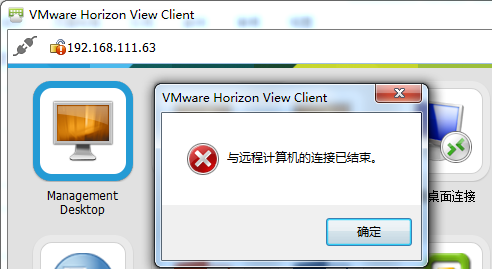 VMware Horizon View Client
192.168.111.63
VMware Horizon View Client
与远程计算机的连接已结束。
确定
Management
Desktop
桌面连接